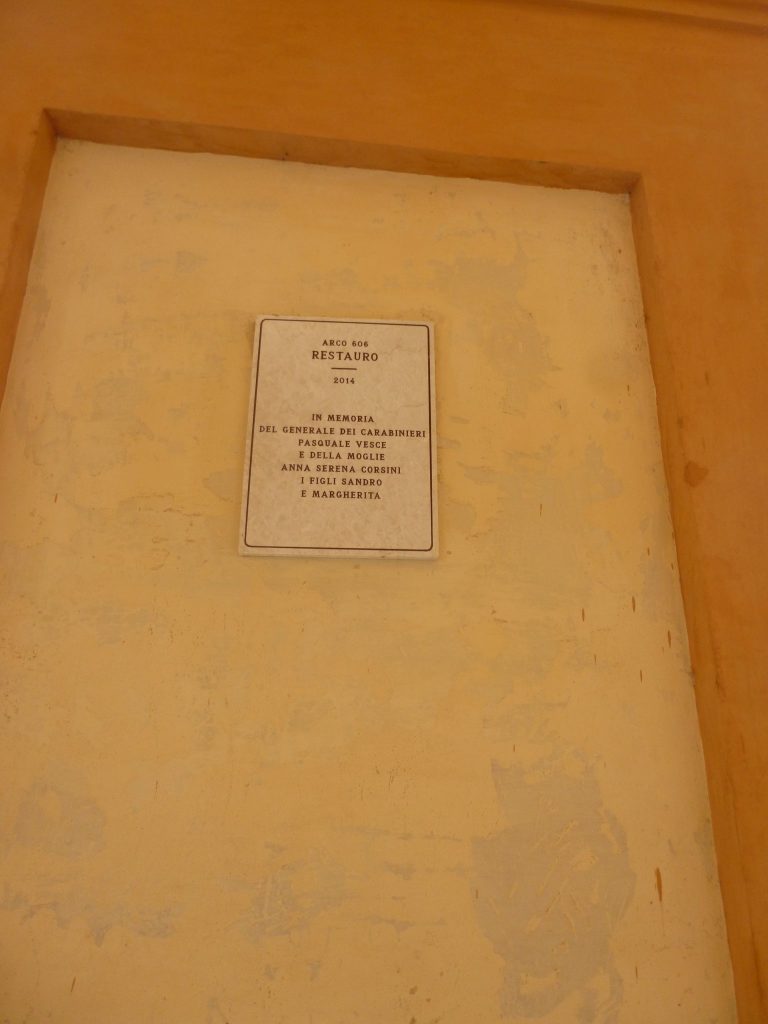 ARCO 606
RESTAURO
2014
IN MEMORIA
DEL GENERALE DEI CARABINIERI
PASQUALE VESCE
E DELLA MOGLIE
ANNA SERENA CORSINI
I FIGLI SANDRO
E MARGHERITA